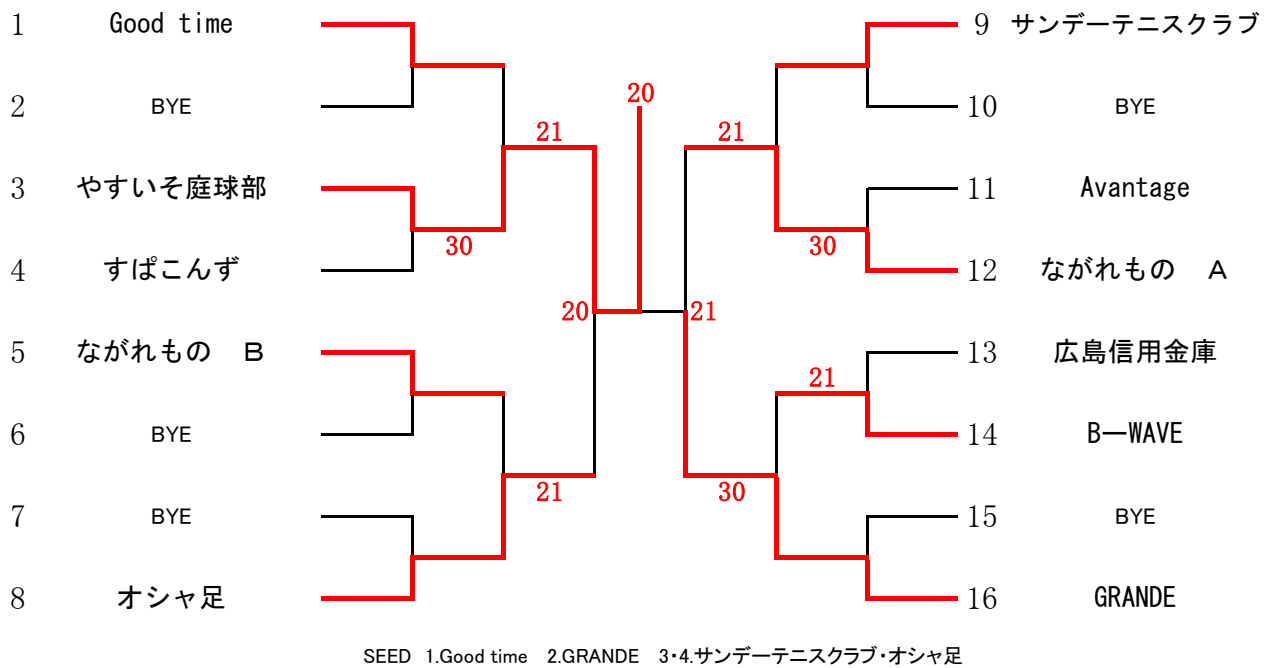 1 Good time 9 サンデーテニスクラブ
2 BYE 20 10 BYE
21 21
3 やすいそ庭球部 11 Avantage
30 30
4 すぱこんず 12 ながれもの A
20 21
5 ながれもの B 13 広島信用金庫
21
6 BYE 14 B―WAVE
21 30
7 BYE 15 BYE
8 オシャ足 16 GRANDE
SEED 1.Good time 2.GRANDE 3・4.サンデーテニスクラブ・オシャ足